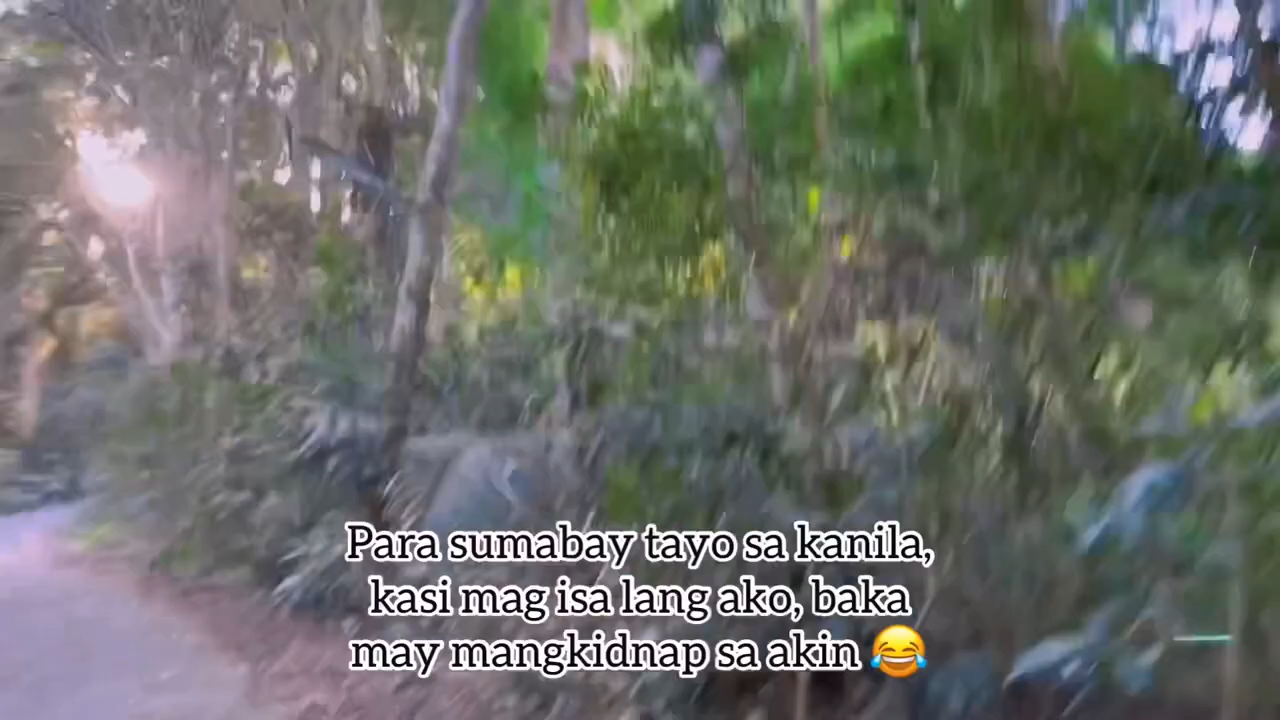 Para sumabay tayo sa kanila,
kasi mag isa lang ako, baka
may mangkidnap sa akin 😂